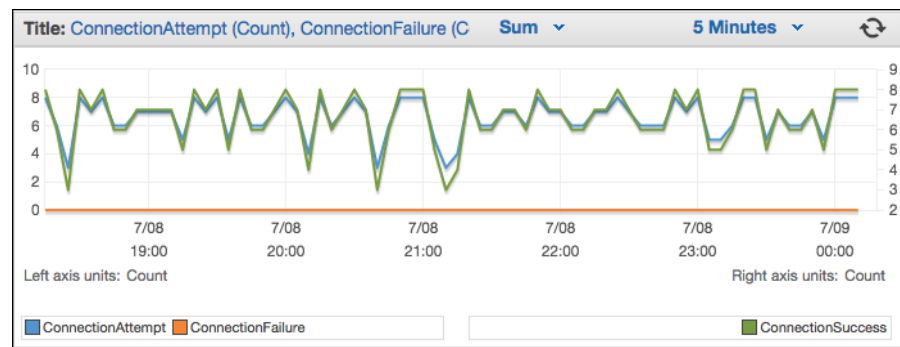 Title: ConnectionAttempt (Count), ConnectionFailure (C Sum 5 Minutes
10 9
8 8
7
6 6
5
4 4
2 3
0 2
7/08 7/08 7/08 7/08 7/08 7/09
19:00 20:00 21:00 22:00 23:00 00:00
Left axis units: Count Right axis units: Count
ConnectionAttempt ConnectionFailure ConnectionSuccess